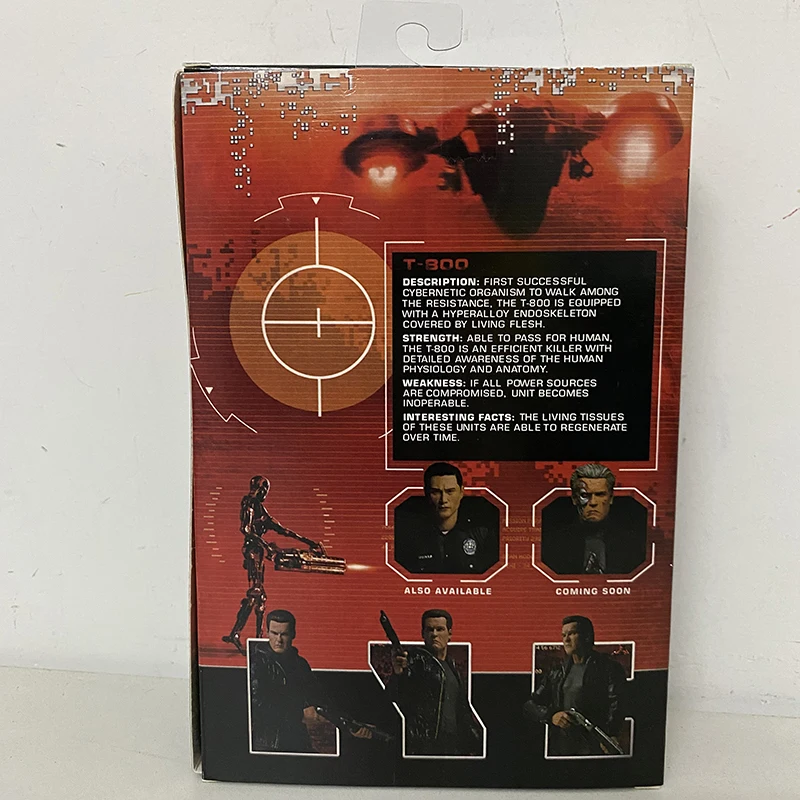 T-800
DESCRIPTION: FIRST SUCCESSFUL
CYBERNETIC ORGANISM TO WALK AMONG
THE RESISTANCE, THE T-800 IS EQUIPPED
WITH A HYPERALLOY ENDOSKELETON
COVERED BY LIVING FLESH.
STRENGTH: ABLE TO PASS FOR HUMAN,
THE T-800 IS AN EFFICIENT KILLER WITH
DETAILED AWARENESS OF THE HUMAN
PHYSIOLOGY AND ANATOMY.
WEAKNESS: IF ALL POWER SOURCES
ARE COMPROMISED, UNIT BECOMES
INOPERABLE.
INTERESTING FACTS: THE LIVING TISSUES
OF THESE UNITS ARE ABLE TO REGENERATE
OVER TIME.
ALSO AVAILABLE
COMING SOON